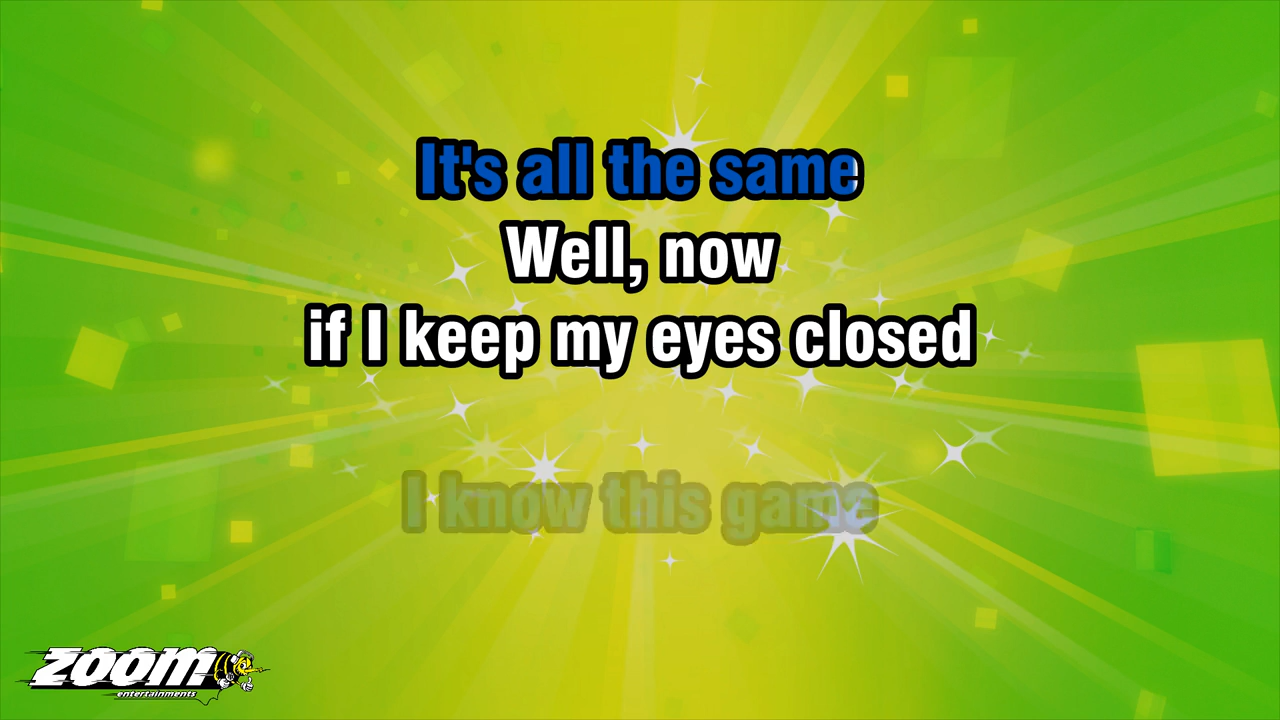 It's all the same
Well, now
if I keep my eyes closed
I know this game
ZOOM
entertainments